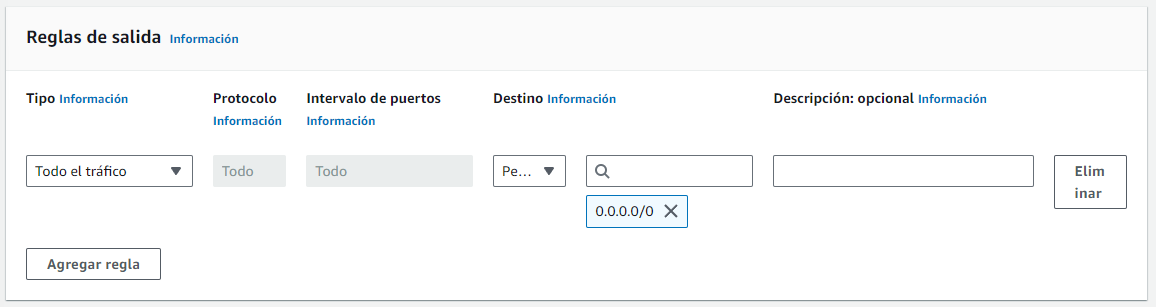 Reglas de salida Información
Tipo Información Protocolo Intervalo de puertos Destino Información Descripción: opcional Información
Información Información
Todo el tráfico Todo Todo Pe... Elim
inar
0.0.0.0/0
Agregar regla